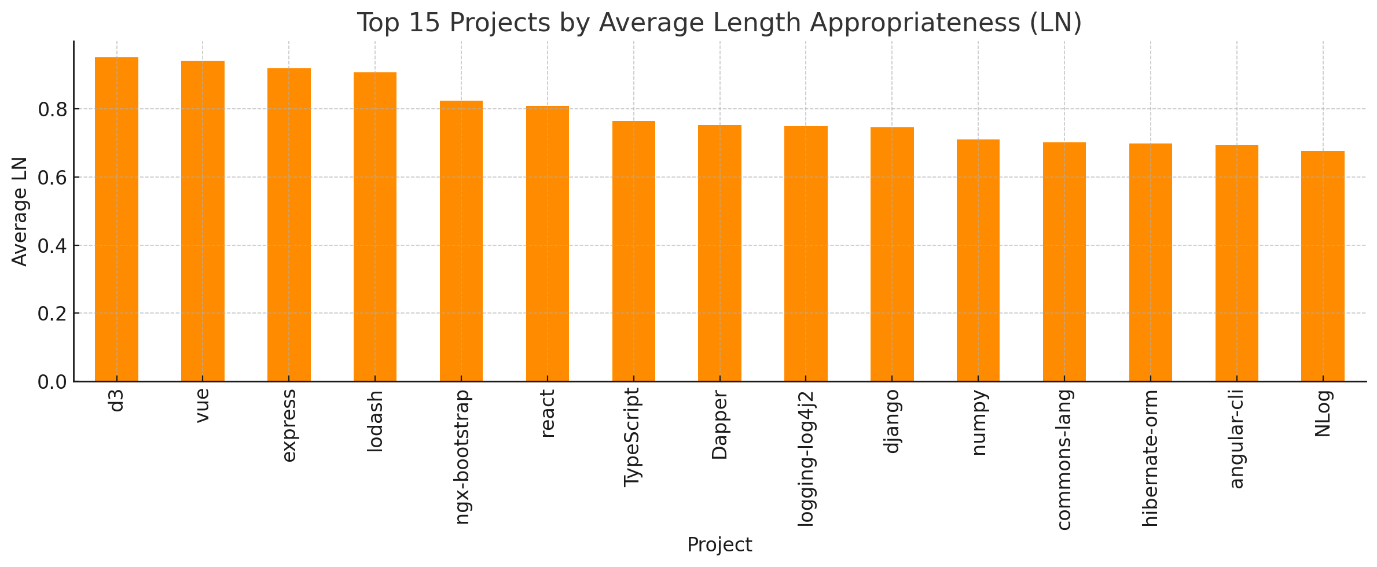 Top 15 Projects by Average Length Appropriateness (LN)
Average LN
0.8
0.6
0.4
0.2
0.0
d3
vue
express
lodash
ngx-bootstrap
react
TypeScript
Dapper
logging-log4j2
django
numpy
commons-lang
hibernate-orm
angular-cli
NLog
Project